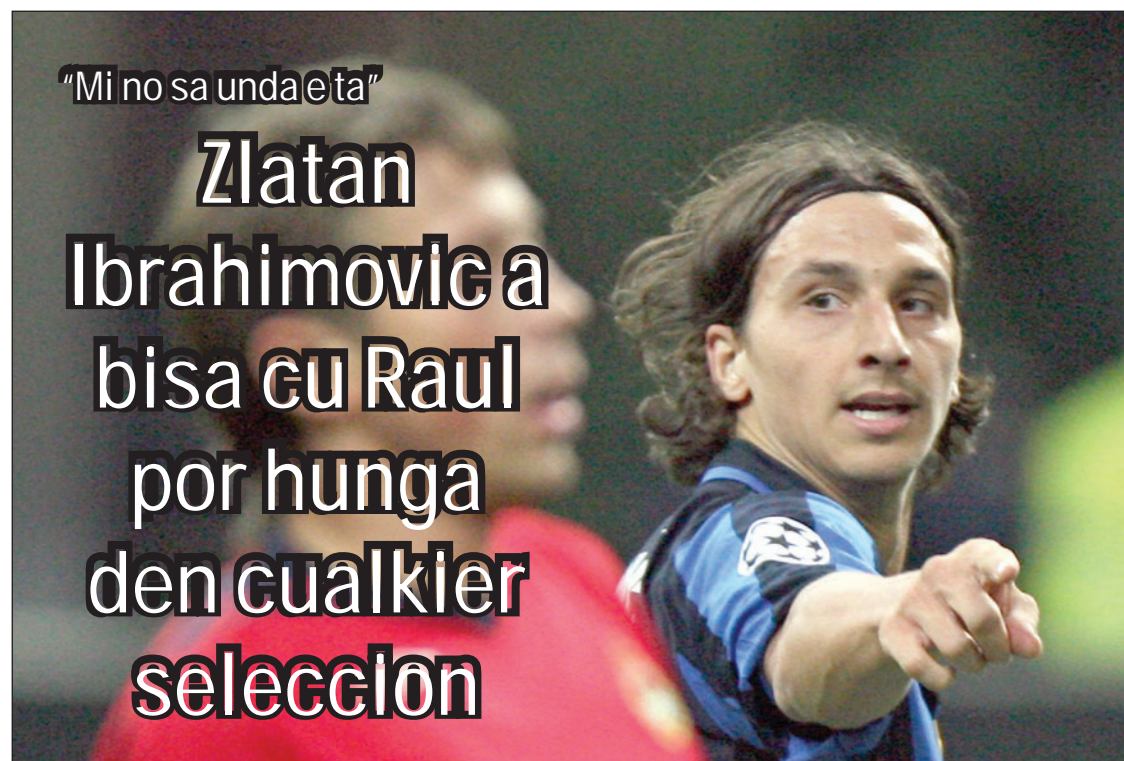 “Mi no sa unda e ta”
Zlatan
Ibrahimovic a
bisa cu Raul
por hunga
den cualkier
seleccion